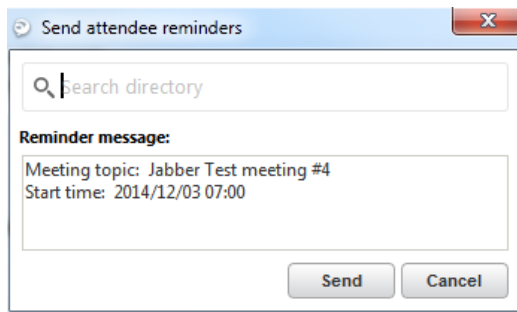 Send attendee reminders
Search directory
Reminder message:
Meeting topic: Jabber Test meeting #4
Start time: 2014/12/03 07:00
Send Cancel